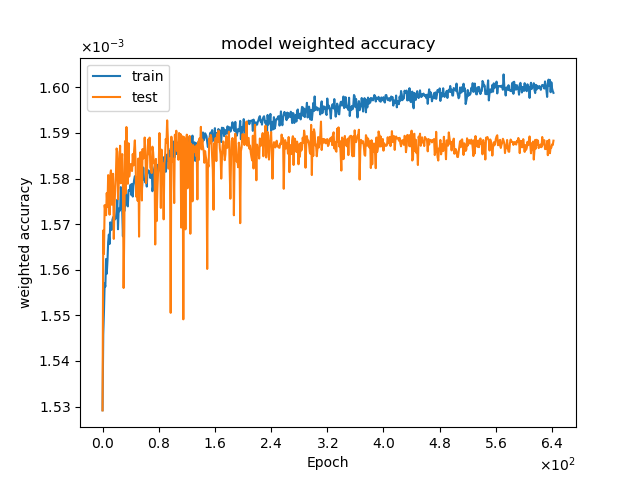 model weighted accuracy
×10⁻³
train
test
1.60
1.59
1.58
1.57
1.56
1.55
1.54
1.53
weighted accuracy
0.0 0.8 1.6 2.4 3.2 4.0 4.8 5.6 6.4
Epoch
×10²